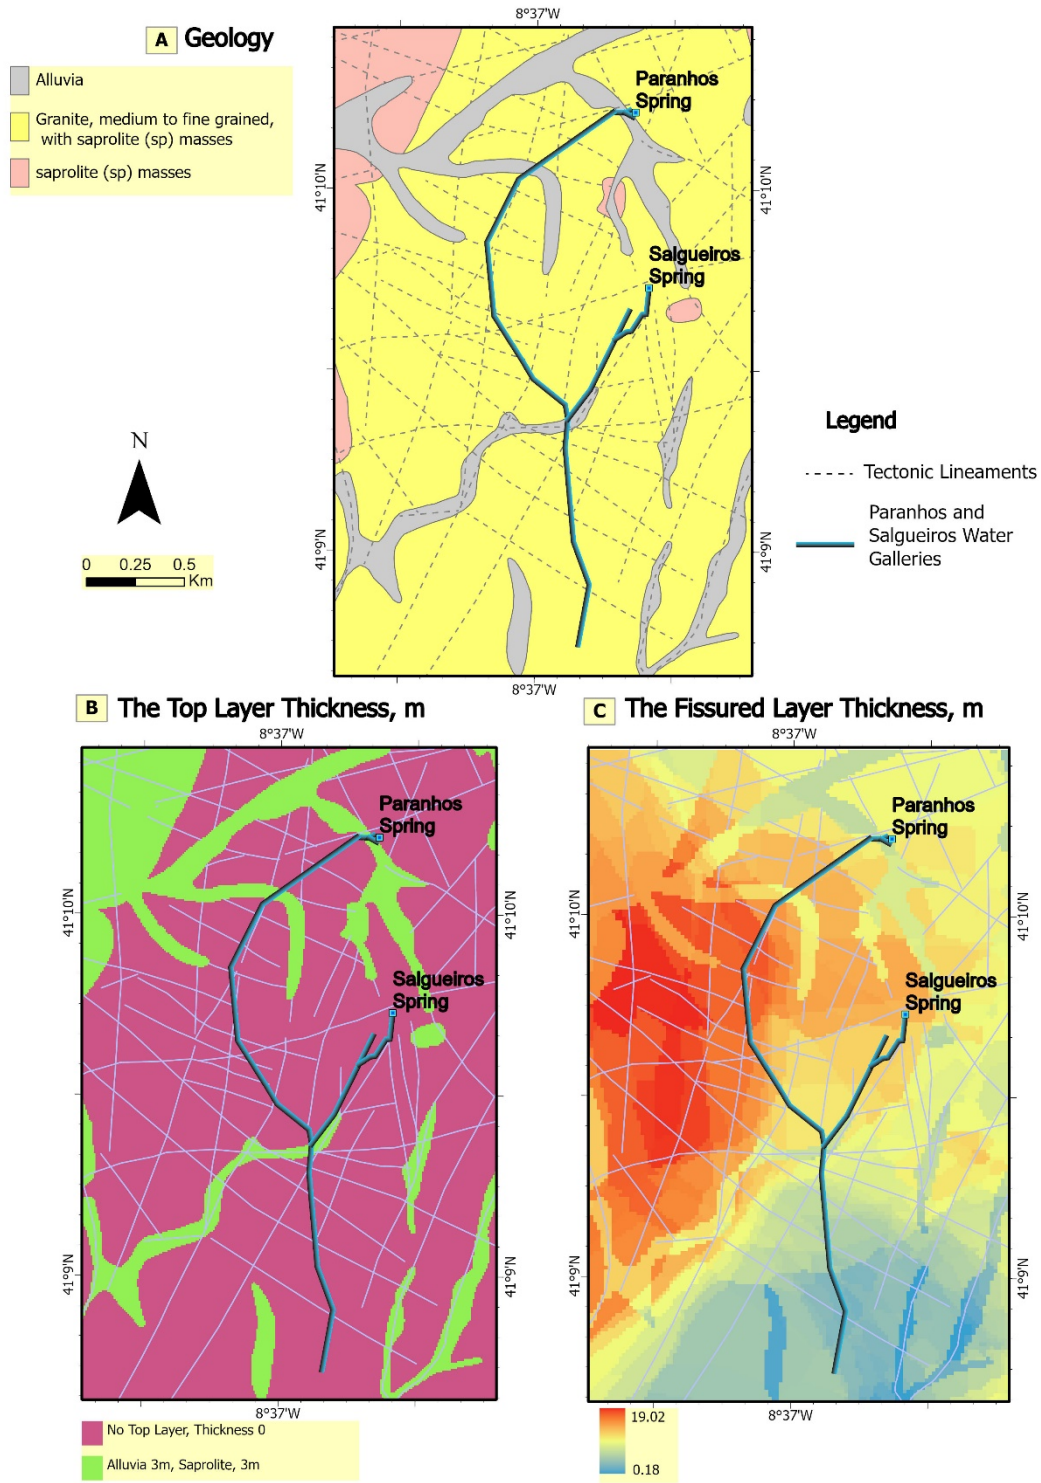 A Geology
8°37'W
Alluvia
Granite, medium to fine grained,
with saprolite (sp) masses
saprolite (sp) masses
Paranhos
Spring
41°10'N
41°10'N
Salgueiros
Spring
Legend
Tectonic Lineaments
Paranhos and
Salgueiros Water
Galleries
N
0 0.25 0.5
Km
41°9'N
41°9'N
8°37'W
B The Top Layer Thickness, m
8°37'W
Paranhos
Spring
41°10'N
41°10'N
Salgueiros
Spring
41°9'N
41°9'N
8°37'W
No Top Layer, Thickness 0
Alluvia 3m, Saprolite, 3m
C The Fissured Layer Thickness, m
8°37'W
Paranhos
Spring
41°10'N
41°10'N
Salgueiros
Spring
41°9'N
41°9'N
8°37'W
19.02
0.18